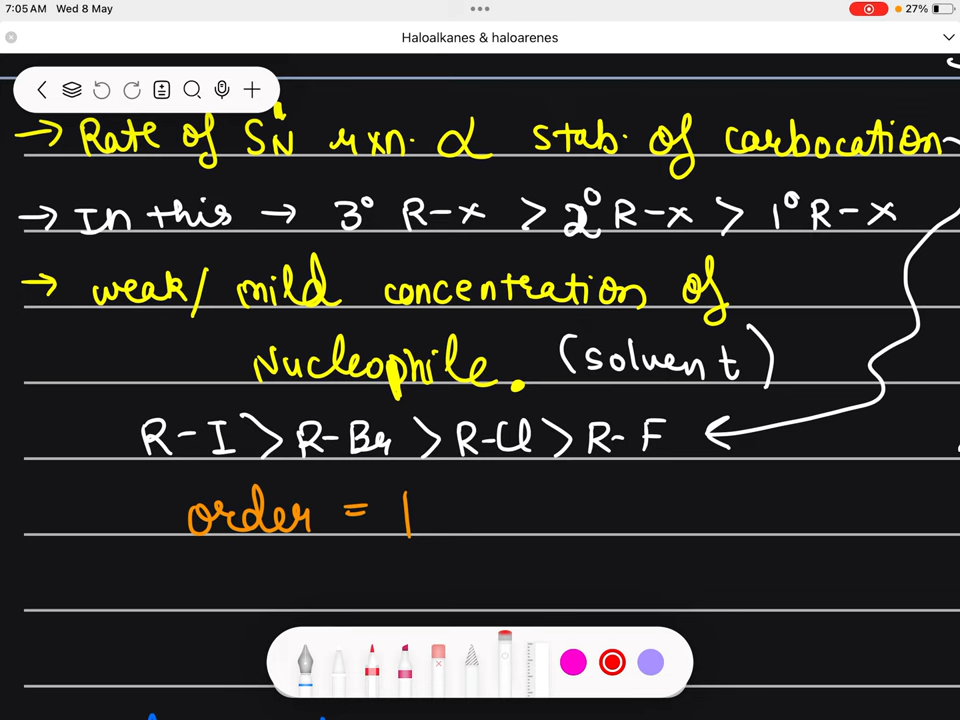 7:05 AM Wed 8 May
27%
Haloalkanes & haloarenes
→ Rate of SN1 rxn. ∝ stab. of carbocation
→ In this → 3° R-x > 2° R-x > 1° R-x
→ weak/ mild concentration of
Nucleophile. (solvent)
R-I > R-Br > R-Cl > R-F
order = 1